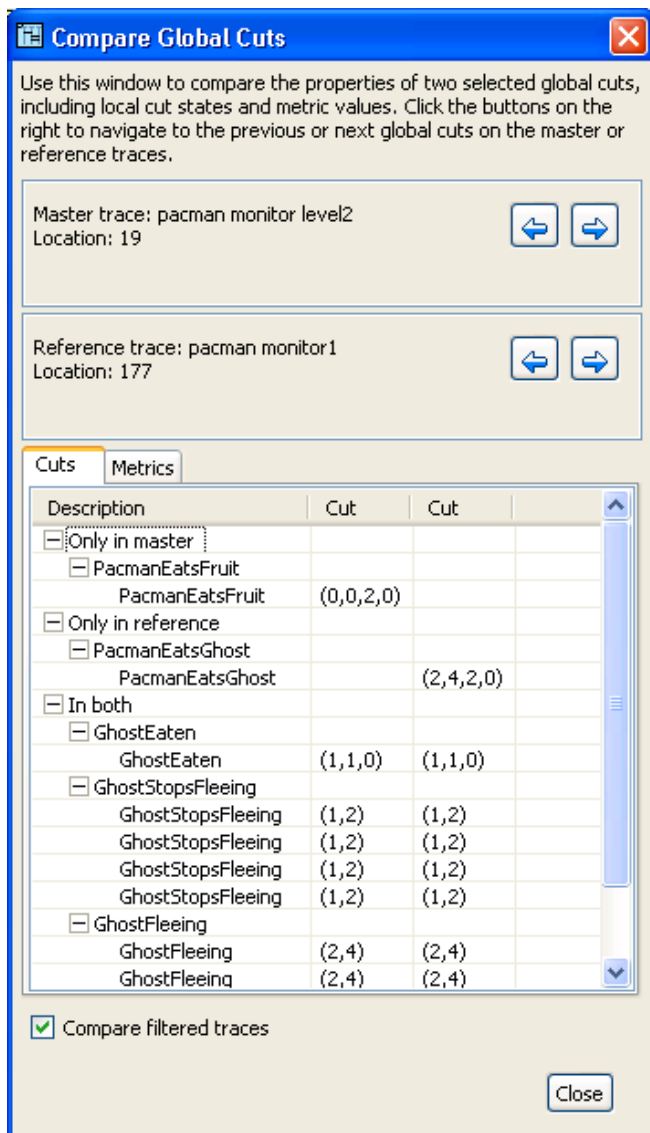 Compare Global Cuts
Use this window to compare the properties of two selected global cuts,
including local cut states and metric values. Click the buttons on the
right to navigate to the previous or next global cuts on the master or
reference traces.
Master trace: pacman monitor level2
Location: 19
Reference trace: pacman monitor1
Location: 177
Cuts Metrics
Description Cut Cut
Only in master
PacmanEatsFruit
PacmanEatsFruit (0,0,2,0)
Only in reference
PacmanEatsGhost
PacmanEatsGhost (2,4,2,0)
In both
GhostEaten
GhostEaten (1,1,0) (1,1,0)
GhostStopsFleeing
GhostStopsFleeing (1,2) (1,2)
GhostStopsFleeing (1,2) (1,2)
GhostStopsFleeing (1,2) (1,2)
GhostStopsFleeing (1,2) (1,2)
GhostFleeing
GhostFleeing (2,4) (2,4)
GhostFleeing (2,4) (2,4)
Compare filtered traces
Close